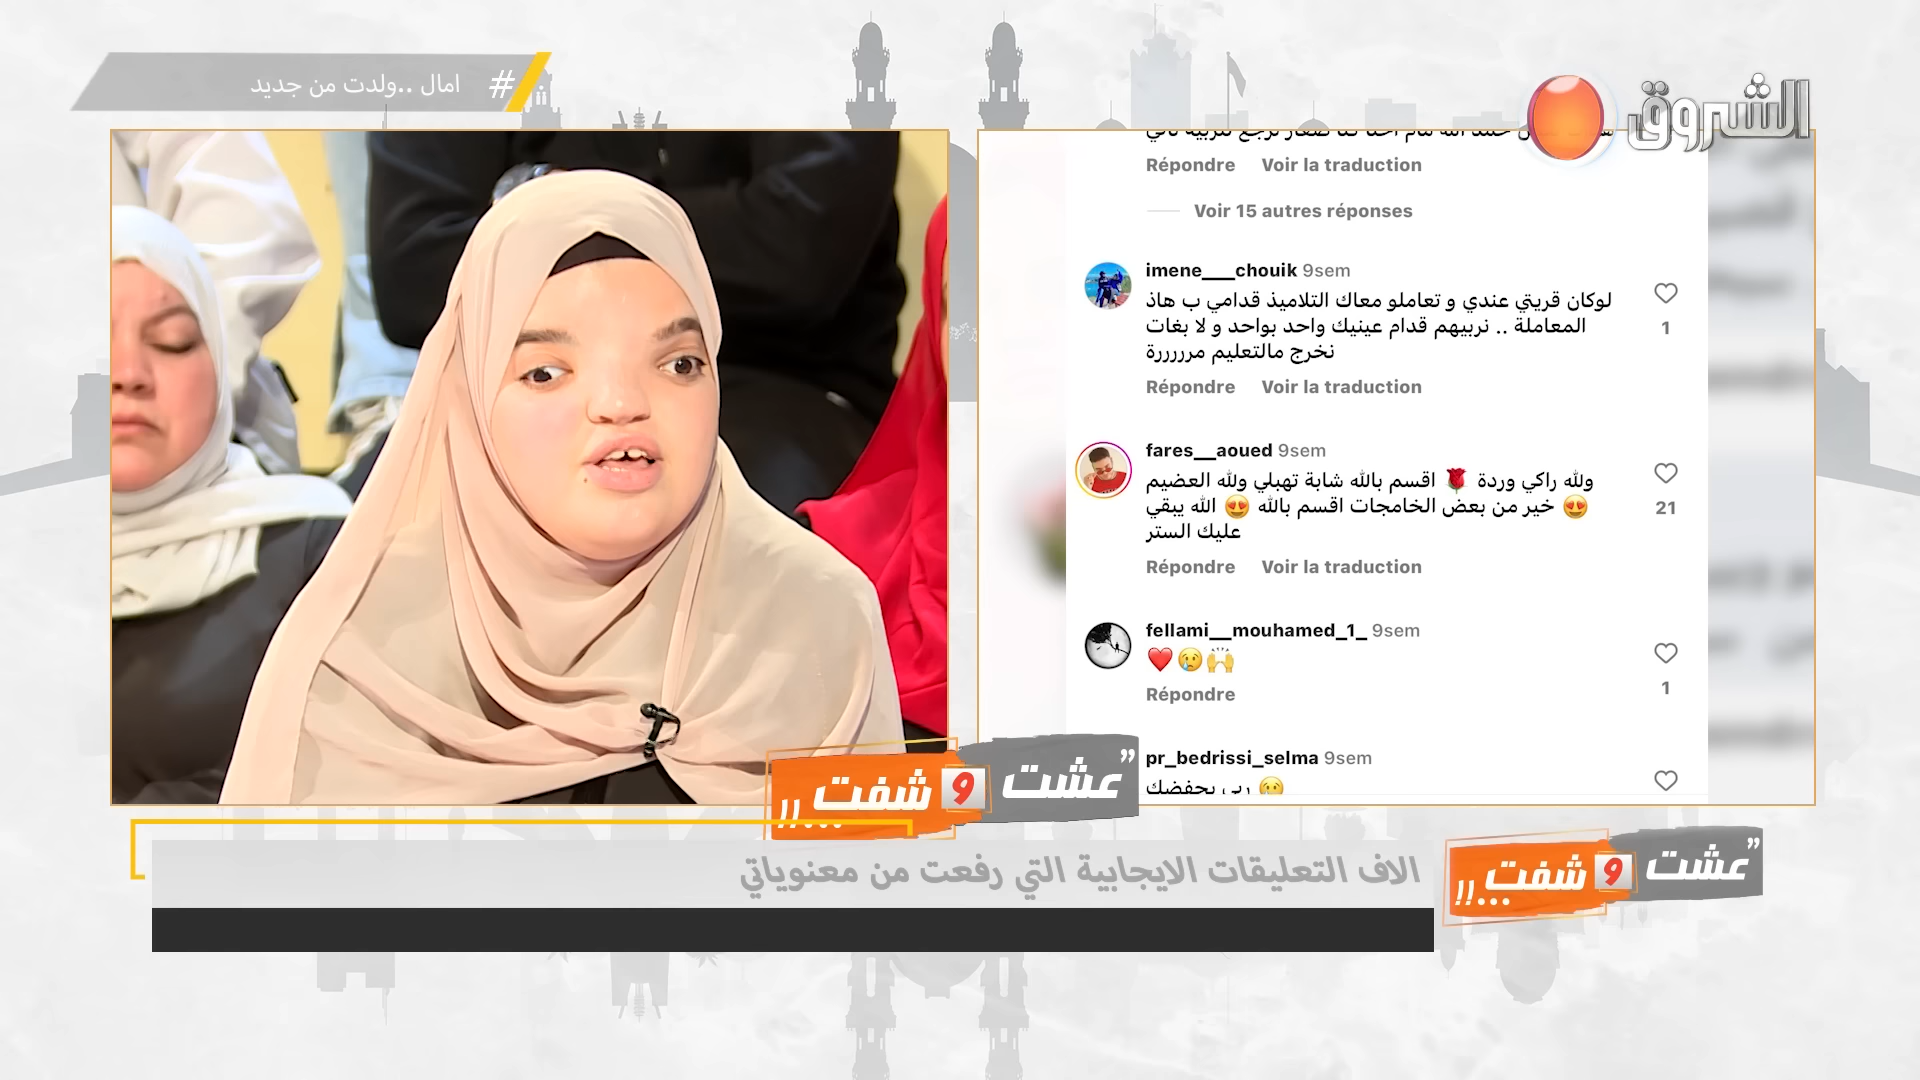 # امال ..ولدت من جديد
الشروق
Répondre Voir la traduction
Voir 15 autres réponses
imene___chouik 9sem
لوكان قريتي عندي و تعاملو معاك التلاميذ قدامي ب هاذ
المعاملة .. نربيهم قدام عينيك واحد بواحد و لا بغات
نخرج مالتعليم مررررة
1
Répondre Voir la traduction
fares__aoued 9sem
ولله راكي وردة 🌹 اقسم بالله شابة تهبلي ولله العضيم
😍 خير من بعض الخامجات اقسم بالله 😍 الله يبقي
عليك الستر
21
Répondre Voir la traduction
fellami__mouhamed_1_ 9sem
❤️😢🙌
1
Répondre
pr_bedrissi_selma 9sem
ربي يحفضك 😢
"عشت و شفت...!!
الاف التعليقات الايجابية التي رفعت من معنوياتي
"عشت و شفت...!!